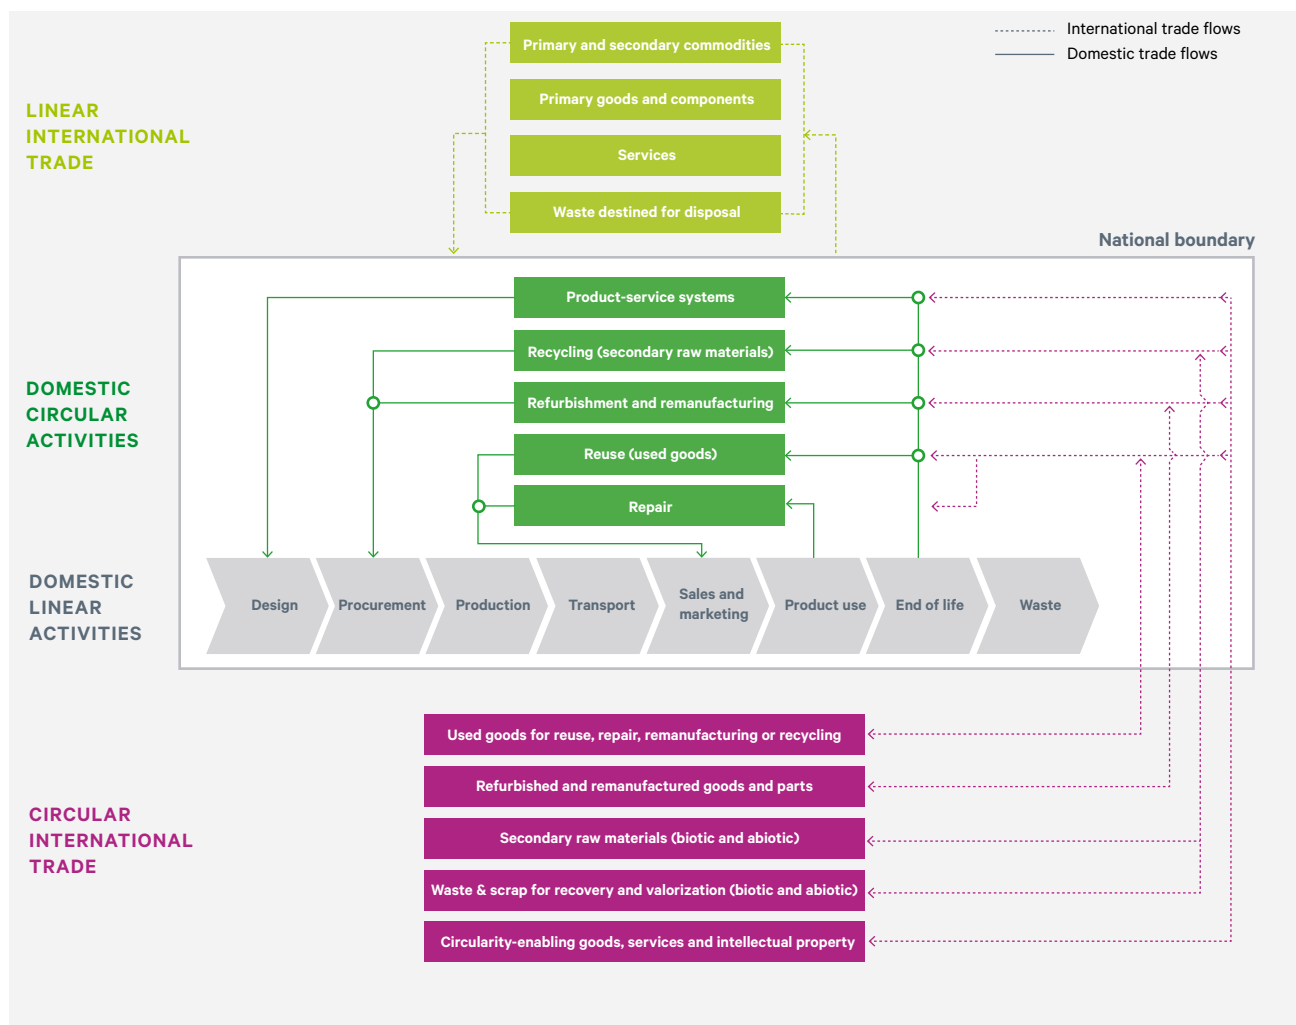 International trade flows
Domestic trade flows
LINEAR
INTERNATIONAL
TRADE
Primary and secondary commodities
Primary goods and components
Services
Waste destined for disposal
National boundary
DOMESTIC
CIRCULAR
ACTIVITIES
Product-service systems
Recycling (secondary raw materials)
Refurbishment and remanufacturing
Reuse (used goods)
Repair
DOMESTIC
LINEAR
ACTIVITIES
Design
Procurement
Production
Transport
Sales and
marketing
Product use
End of life
Waste
CIRCULAR
INTERNATIONAL
TRADE
Used goods for reuse, repair, remanufacturing or recycling
Refurbished and remanufactured goods and parts
Secondary raw materials (biotic and abiotic)
Waste & scrap for recovery and valorization (biotic and abiotic)
Circularity-enabling goods, services and intellectual property